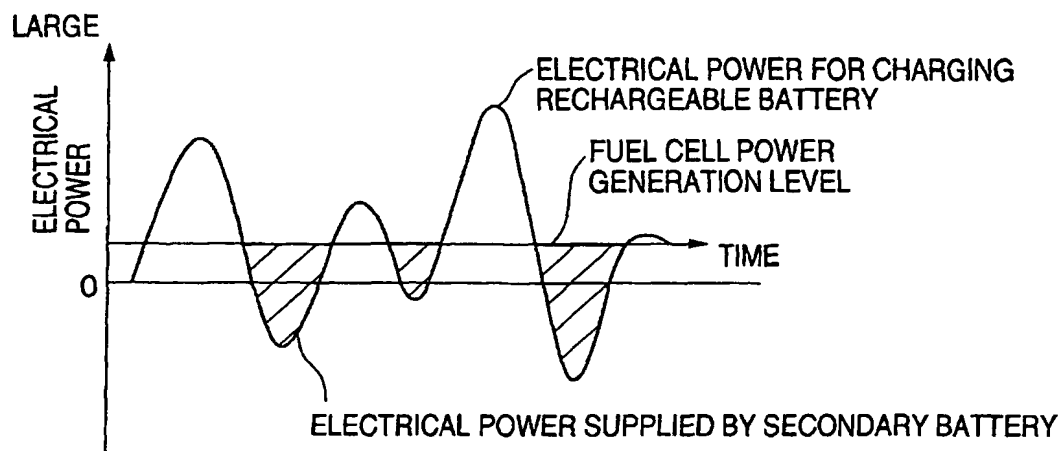 LARGE
ELECTRICAL
POWER
0
ELECTRICAL POWER FOR CHARGING
RECHARGEABLE BATTERY
FUEL CELL POWER
GENERATION LEVEL
TIME
ELECTRICAL POWER SUPPLIED BY SECONDARY BATTERY